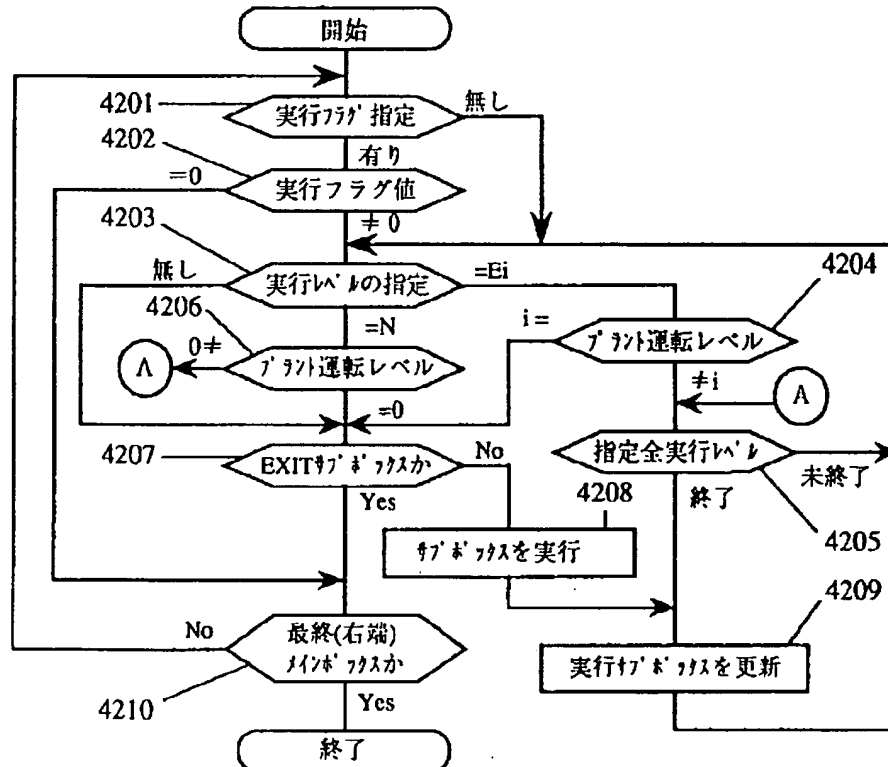 開始
4201
実行フラグ指定
無し
4202
有り
=0
実行フラグ値
≠0
4203
無し
実行レベルの指定
=Ei
4204
4206
=N
i=
0≠
プラント運転レベル
プラント運転レベル
A
≠i
A
=0
4207
EXITサブボックスか
No
指定全実行レベル
未終了
Yes
4208
終了
サブボックスを実行
4205
4209
No
最終(右端)
メインボックスか
実行サブボックスを更新
4210
Yes
終了